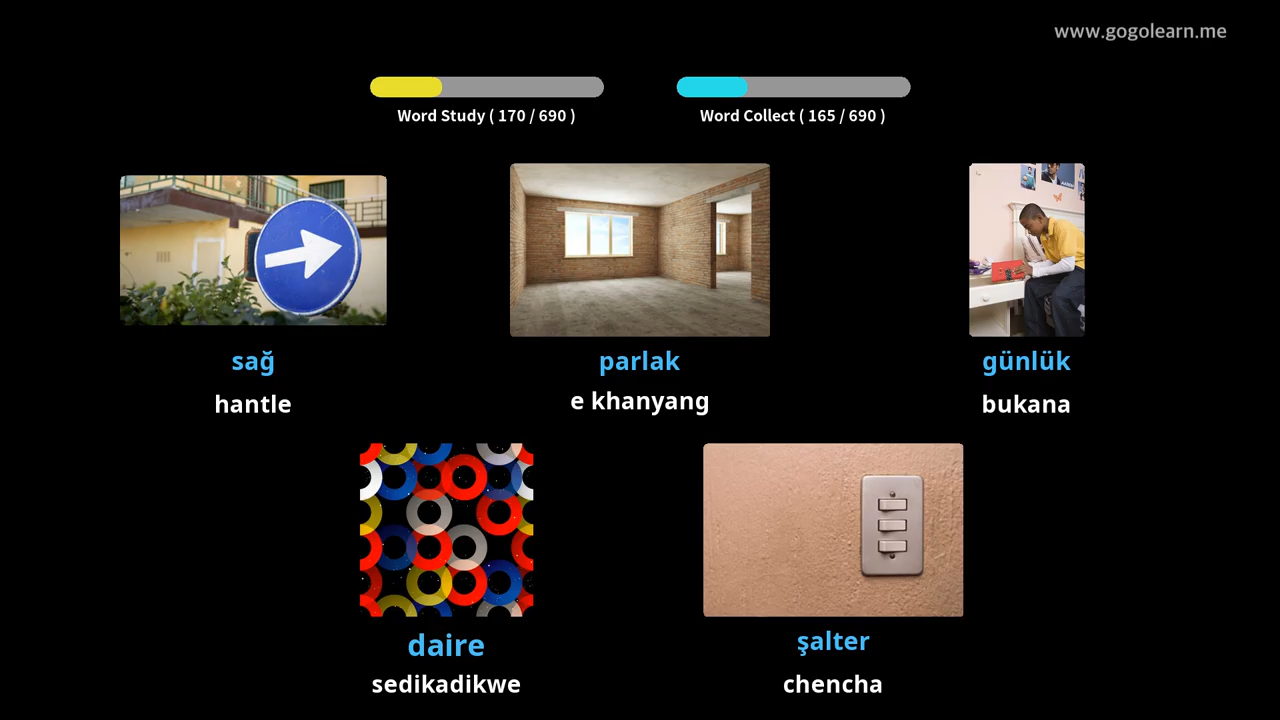 www.gogolearn.me
Word Study ( 170 / 690 )
Word Collect ( 165 / 690 )
sağ
hantle
parlak
e khanyang
günlük
bukana
daire
sedikadikwe
şalter
chencha